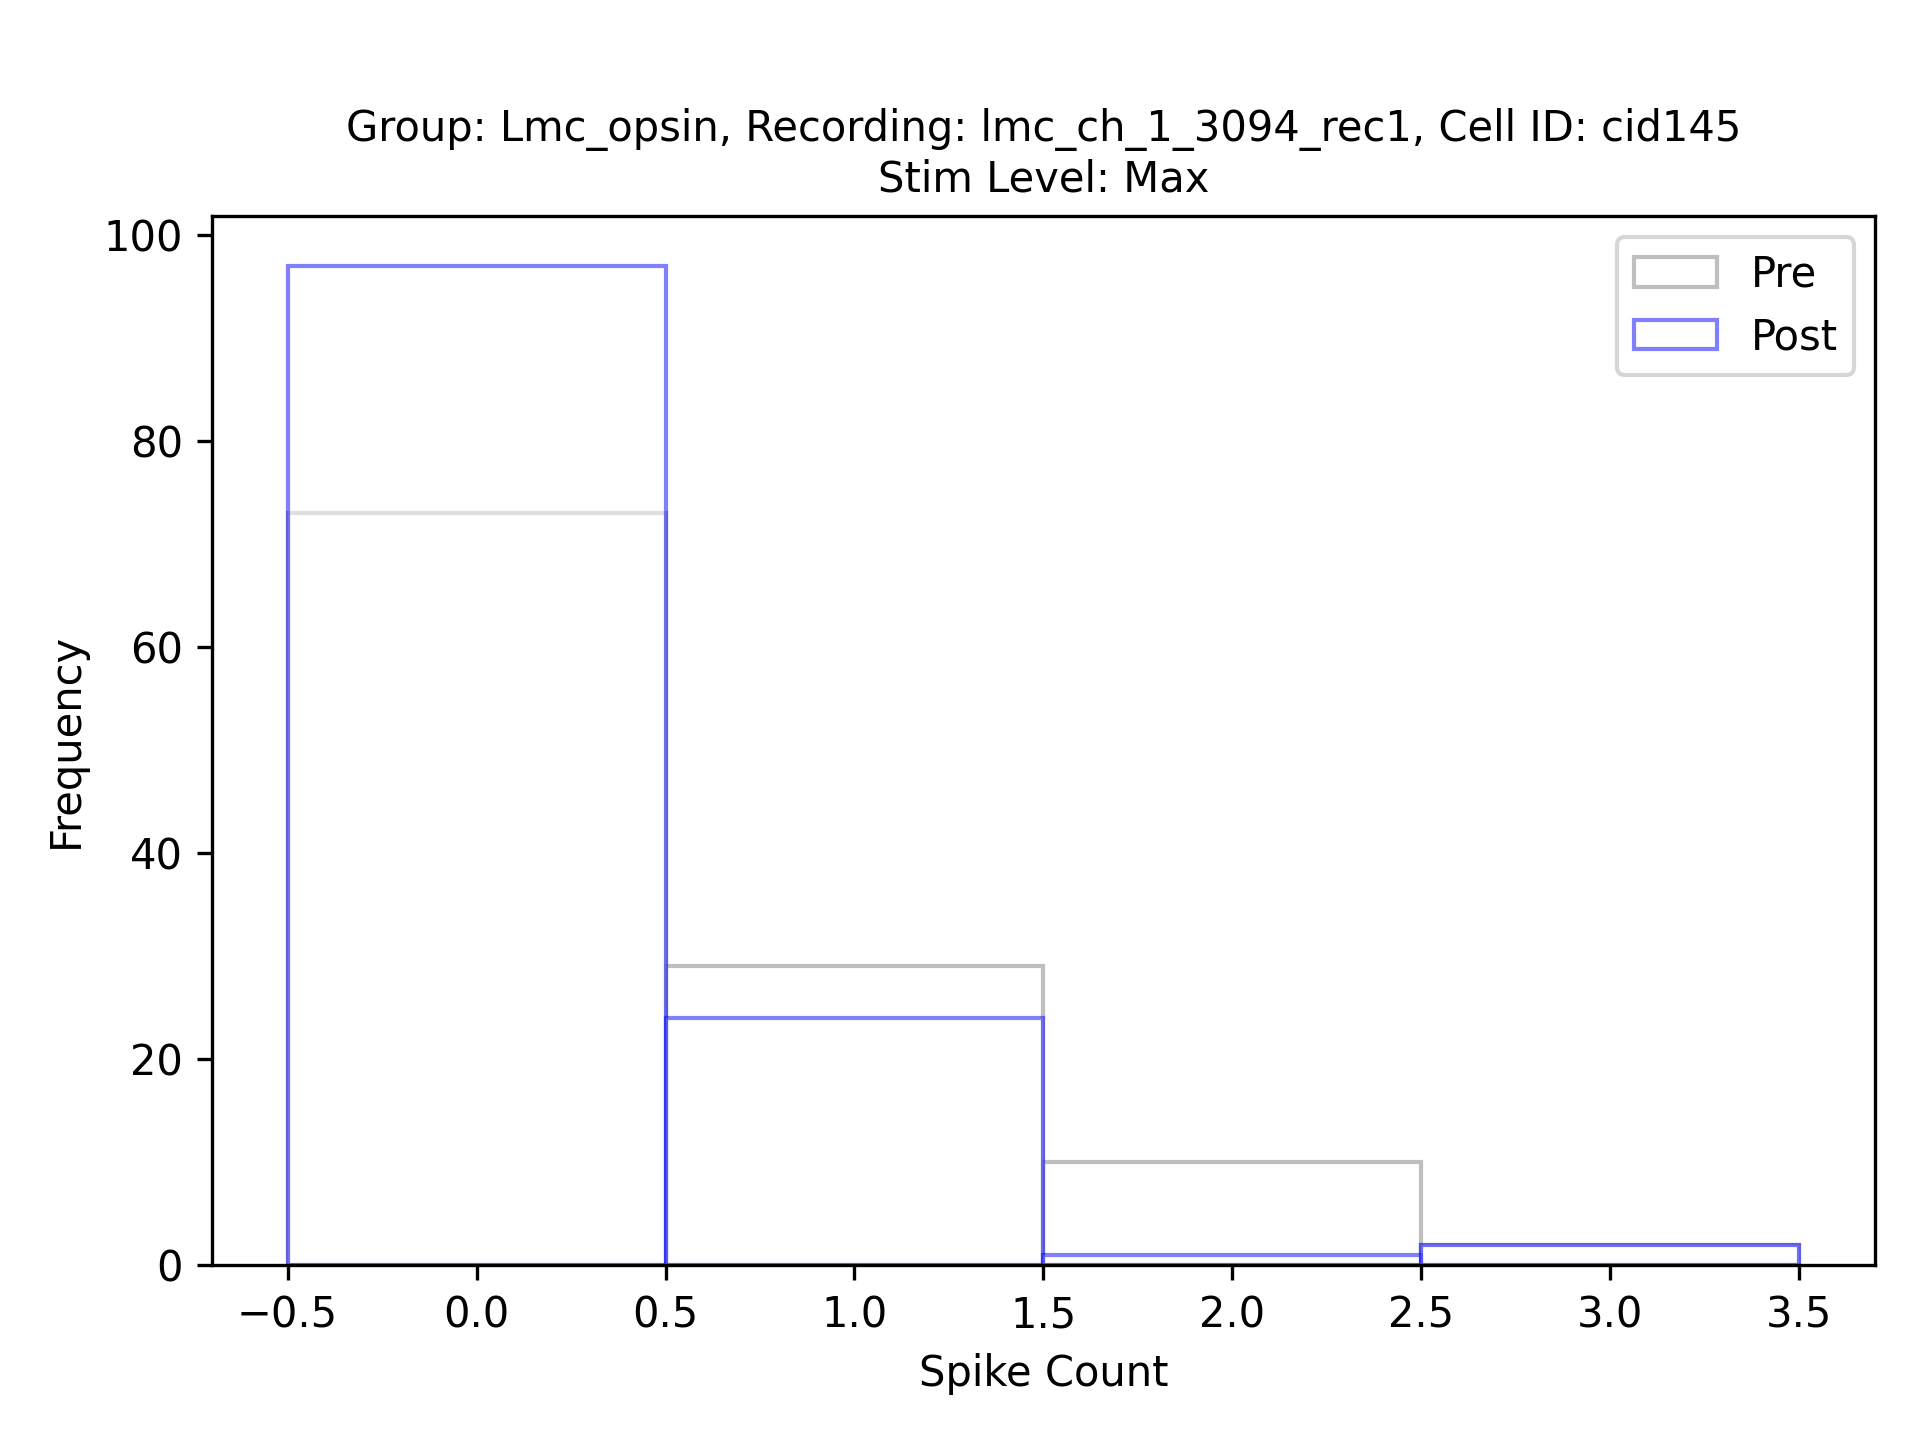 Group: Lmc_opsin, Recording: lmc_ch_1_3094_rec1, Cell ID: cid145
Stim Level: Max
100
80
60
40
20
0
Frequency
Pre
Post
−0.5 0.0 0.5 1.0 1.5 2.0 2.5 3.0 3.5
Spike Count